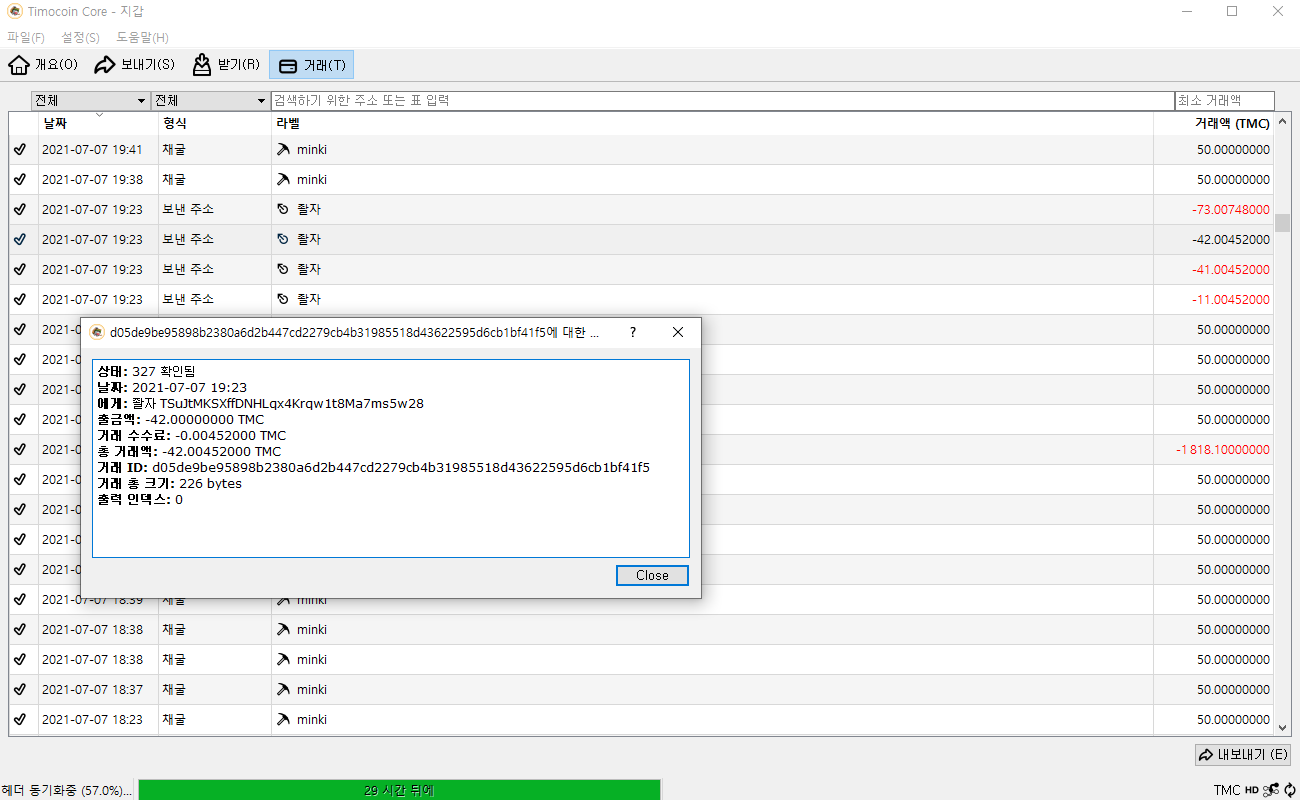 Timocoin Core - 지갑
파일(F) 설정(S) 도움말(H)
개요(O) 보내기(S) 받기(R) 거래(T)
전체 전체 검색하기 위한 주소 또는 표 입력 최소 거래액
날짜 형식 라벨 거래액 (TMC)
2021-07-07 19:41 채굴 minki 50.00000000
2021-07-07 19:38 채굴 minki 50.00000000
2021-07-07 19:23 보낸 주소 좔자 -73.00748000
2021-07-07 19:23 보낸 주소 좔자 -42.00452000
2021-07-07 19:23 보낸 주소 좔자 -41.00452000
2021-07-07 19:23 보낸 주소 좔자 -11.00452000
2021-0 50.00000000
2021-0 50.00000000
2021-0 50.00000000
2021-0 50.00000000
2021-0 -1 818.10000000
2021-0 50.00000000
2021-0 50.00000000
2021-0 50.00000000
2021-0 50.00000000
d05de9be95898b2380a6d2b447cd2279cb4b31985518d43622595d6cb1bf41f5에 대한 ...
상태: 327 확인됨
날짜: 2021-07-07 19:23
에게: 좔자 TSuJtMKSXffDNHLqx4Krqw1t8Ma7ms5w28
출금액: -42.00000000 TMC
거래 수수료: -0.00452000 TMC
총 거래액: -42.00452000 TMC
거래 ID: d05de9be95898b2380a6d2b447cd2279cb4b31985518d43622595d6cb1bf41f5
거래 총 크기: 226 bytes
출력 인덱스: 0
Close
2021-07-07 18:39 채굴 minki 50.00000000
2021-07-07 18:38 채굴 minki 50.00000000
2021-07-07 18:38 채굴 minki 50.00000000
2021-07-07 18:37 채굴 minki 50.00000000
2021-07-07 18:23 채굴 minki 50.00000000
내보내기 (E)
헤더 동기화중 (57.0%)... 29 시간 뒤에 TMC HD